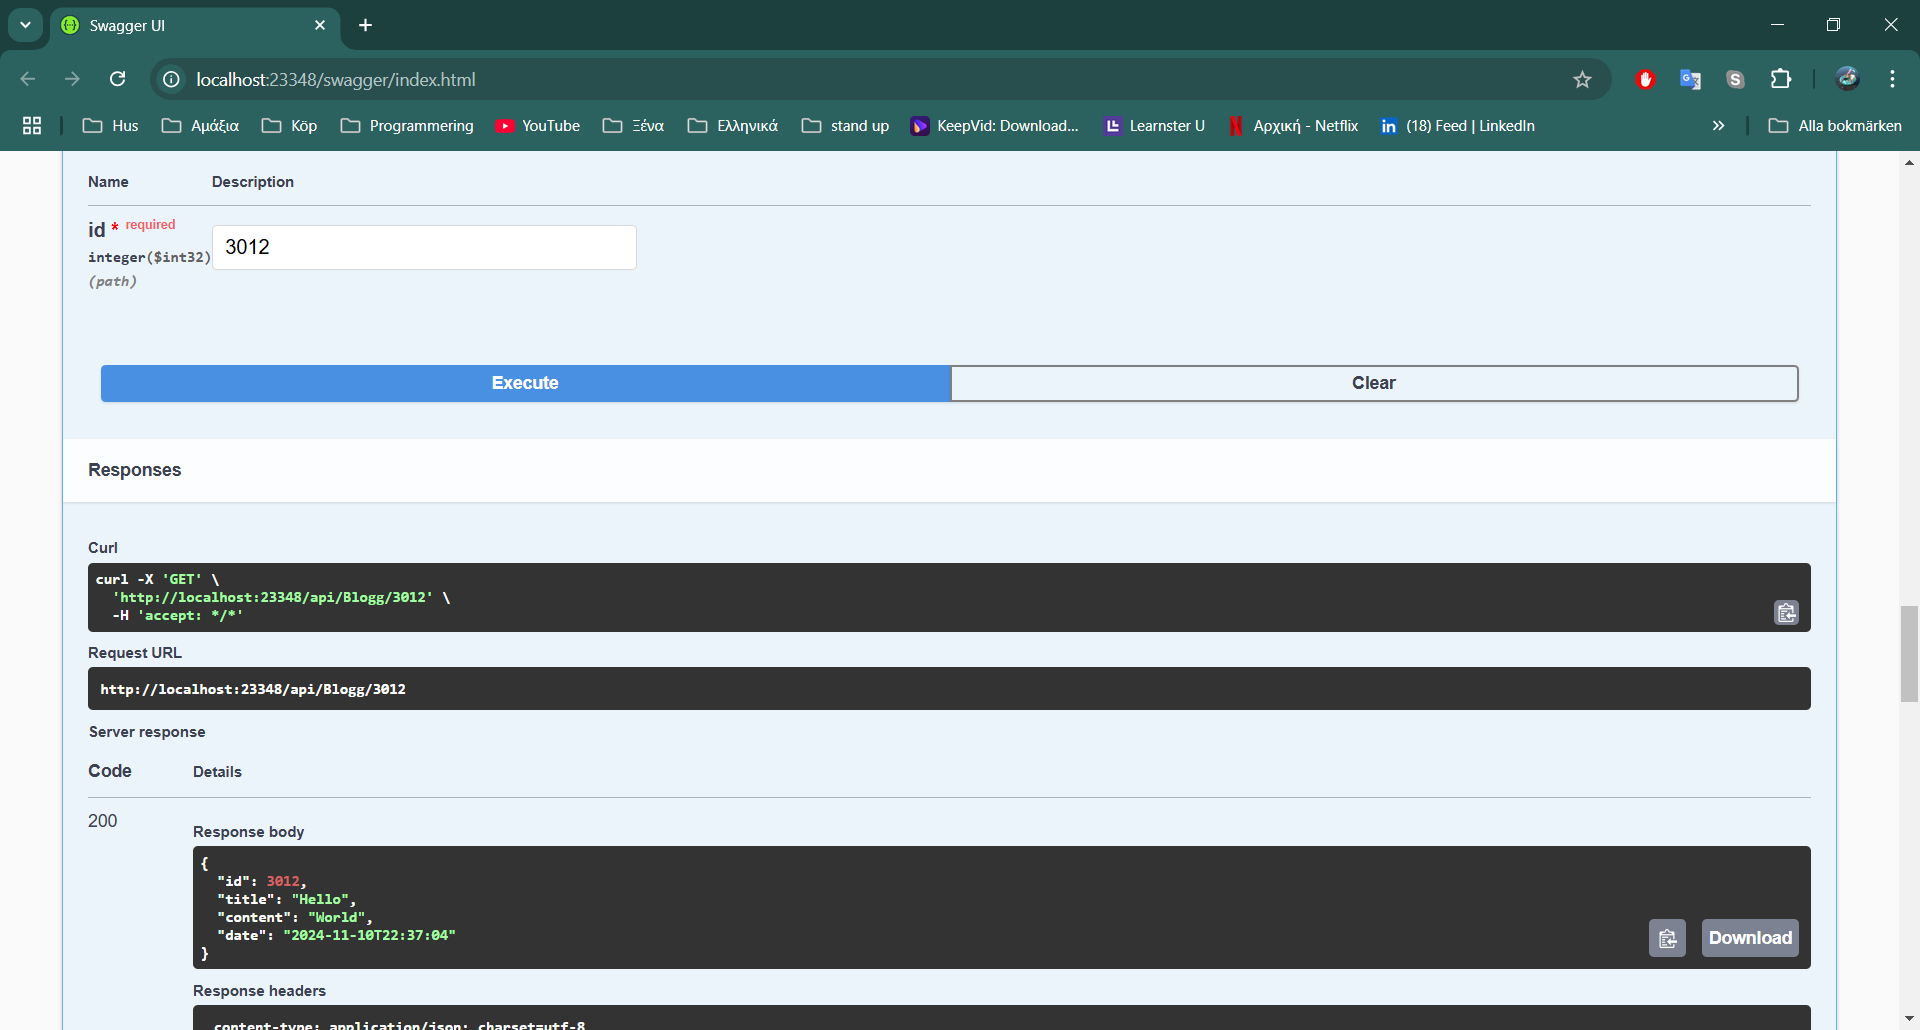 Swagger UI
localhost:23348/swagger/index.html
Hus Αμάξια Köp Programmering YouTube Ξένα Ελληνικά stand up KeepVid: Download... Learnster U Αρχική - Netflix (18) Feed | LinkedIn » Alla bokmärken
Name Description
id * required
3012
integer($int32)
(path)
Execute Clear
Responses
Curl
curl -X 'GET' \
'http://localhost:23348/api/Blogg/3012' \
-H 'accept: */*'
Request URL
http://localhost:23348/api/Blogg/3012
Server response
Code Details
200
Response body
{
"id": 3012,
"title": "Hello",
"content": "World",
"date": "2024-11-10T22:37:04"
}
Download
Response headers
content-type: application/json; charset=utf-8